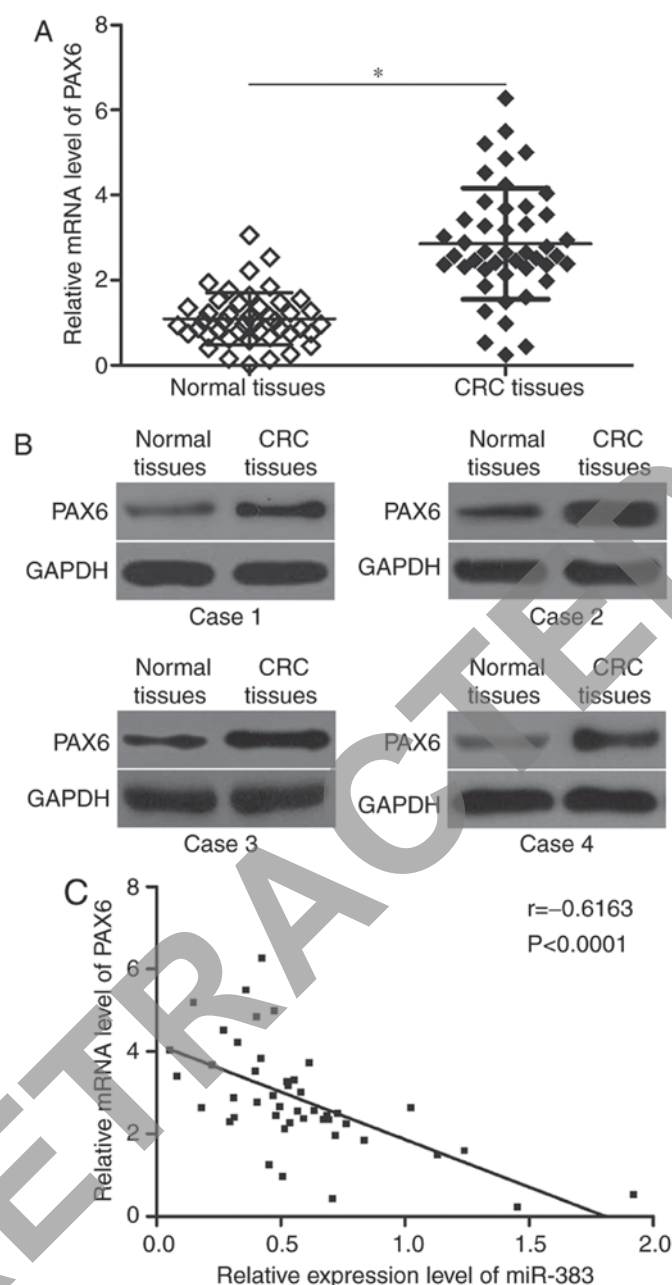 A
Relative mRNA level of PAX6
8
6
4
2
0
*
Normal tissues
CRC tissues
B
Normal tissues
CRC tissues
PAX6
GAPDH
Case 1
Normal tissues
CRC tissues
PAX6
GAPDH
Case 2
Normal tissues
CRC tissues
PAX6
GAPDH
Case 3
Normal tissues
CRC tissues
PAX6
GAPDH
Case 4
C
Relative mRNA level of PAX6
8
6
4
2
0
r=−0.6163
P<0.0001
0.0 0.5 1.0 1.5 2.0
Relative expression level of miR-383
RETRACTED